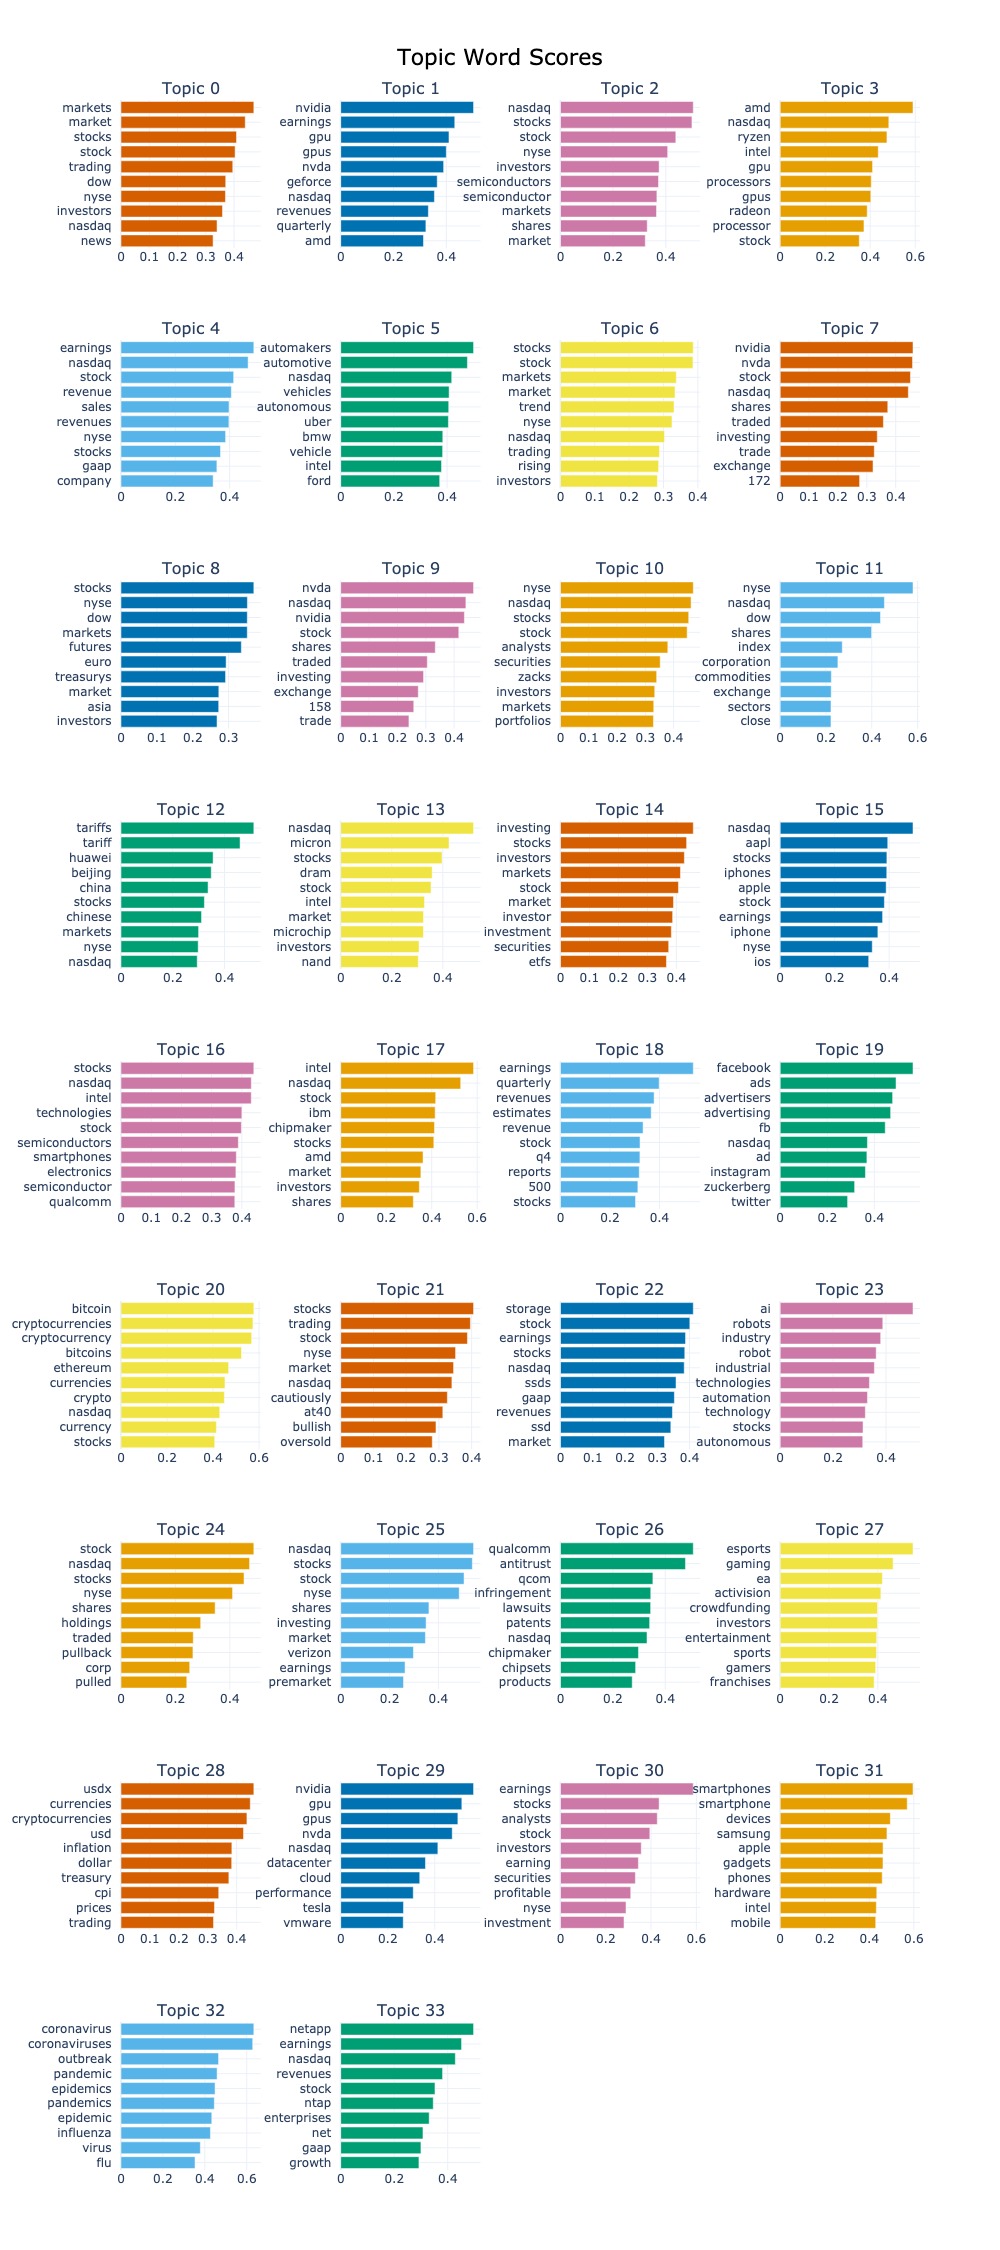 Topic Word Scores
Topic 0
markets
market
stocks
stock
trading
dow
nyse
investors
nasdaq
news
0 0.1 0.2 0.3 0.4
Topic 1
nvidia
earnings
gpu
gpus
nvda
geforce
nasdaq
revenues
quarterly
amd
0 0.2 0.4
Topic 2
nasdaq
stocks
stock
nyse
investors
semiconductors
semiconductor
markets
shares
market
0.2 0.4
Topic 3
amd
nasdaq
ryzen
intel
gpu
processors
gpus
radeon
processor
stock
0 0.2 0.4 0.6
Topic 4
earnings
nasdaq
stock
revenue
sales
revenues
nyse
stocks
gaap
company
0 0.2 0.4
Topic 5
automakers
automotive
nasdaq
vehicles
autonomous
uber
bmw
vehicle
intel
ford
0 0.2 0.4
Topic 6
stocks
stock
markets
market
trend
nyse
nasdaq
trading
rising
investors
0 0.1 0.2 0.3 0.4
Topic 7
nvidia
nvda
stock
nasdaq
shares
traded
investing
trade
exchange
172
0 0.1 0.2 0.3 0.4
Topic 8
stocks
nyse
dow
markets
futures
euro
treasurys
market
asia
investors
0 0.1 0.2 0.3
Topic 9
nvda
nasdaq
nvidia
stock
shares
traded
investing
exchange
158
trade
0 0.1 0.2 0.3 0.4
Topic 10
nyse
nasdaq
stocks
stock
analysts
securities
zacks
investors
markets
portfolios
0 0.1 0.2 0.3 0.4
Topic 11
nyse
nasdaq
dow
shares
index
corporation
commodities
exchange
sectors
close
0 0.2 0.4 0.6
Topic 12
tariffs
tariff
huawei
beijing
china
stocks
chinese
markets
nyse
nasdaq
0 0.2 0.4
Topic 13
nasdaq
micron
stocks
dram
stock
intel
market
microchip
investors
nand
0 0.2 0.4
Topic 14
investing
stocks
investors
markets
stock
market
investor
investment
securities
etfs
0 0.1 0.2 0.3 0.4
Topic 15
nasdaq
aapl
stocks
iphones
apple
stock
earnings
iphone
nyse
ios
0 0.2 0.4
Topic 16
stocks
nasdaq
intel
technologies
stock
semiconductors
smartphones
electronics
semiconductor
qualcomm
0 0.1 0.2 0.3 0.4
Topic 17
intel
nasdaq
stock
ibm
chipmaker
stocks
amd
market
investors
shares
0 0.2 0.4 0.6
Topic 18
earnings
quarterly
revenues
estimates
revenue
stock
q4
reports
500
stocks
0 0.2 0.4
Topic 19
facebook
ads
advertisers
advertising
fb
nasdaq
ad
instagram
zuckerberg
twitter
0 0.2 0.4
Topic 20
bitcoin
cryptocurrencies
cryptocurrency
bitcoins
ethereum
currencies
crypto
nasdaq
currency
stocks
0 0.2 0.4 0.6
Topic 21
stocks
trading
stock
nyse
market
nasdaq
cautiously
at40
bullish
oversold
0 0.1 0.2 0.3 0.4
Topic 22
storage
stock
earnings
stocks
nasdaq
ssds
gaap
revenues
ssd
market
0 0.1 0.2 0.3 0.4
Topic 23
ai
robots
industry
robot
industrial
technologies
automation
technology
stocks
autonomous
0 0.2 0.4
Topic 24
stock
nasdaq
stocks
nyse
shares
holdings
traded
pullback
corp
pulled
0 0.2 0.4
Topic 25
nasdaq
stocks
stock
nyse
shares
investing
market
verizon
earnings
premarket
0 0.2 0.4
Topic 26
qualcomm
antitrust
qcom
infringement
lawsuits
patents
nasdaq
chipmaker
chipsets
products
0 0.2 0.4
Topic 27
esports
gaming
ea
activision
crowdfunding
investors
entertainment
sports
gamers
franchises
0 0.2 0.4
Topic 28
usdx
currencies
cryptocurrencies
usd
inflation
dollar
treasury
cpi
prices
trading
0 0.1 0.2 0.3 0.4
Topic 29
nvidia
gpu
gpus
nvda
nasdaq
datacenter
cloud
performance
tesla
vmware
0 0.2 0.4
Topic 30
earnings
stocks
analysts
stock
investors
earning
securities
profitable
nyse
investment
0 0.2 0.4 0.6
Topic 31
smartphones
smartphone
devices
samsung
apple
gadgets
phones
hardware
intel
mobile
0 0.2 0.4 0.6
Topic 32
coronavirus
coronaviruses
outbreak
pandemic
epidemics
pandemics
epidemic
influenza
virus
flu
0 0.2 0.4 0.6
Topic 33
netapp
earnings
nasdaq
revenues
stock
ntap
enterprises
net
gaap
growth
0 0.2 0.4